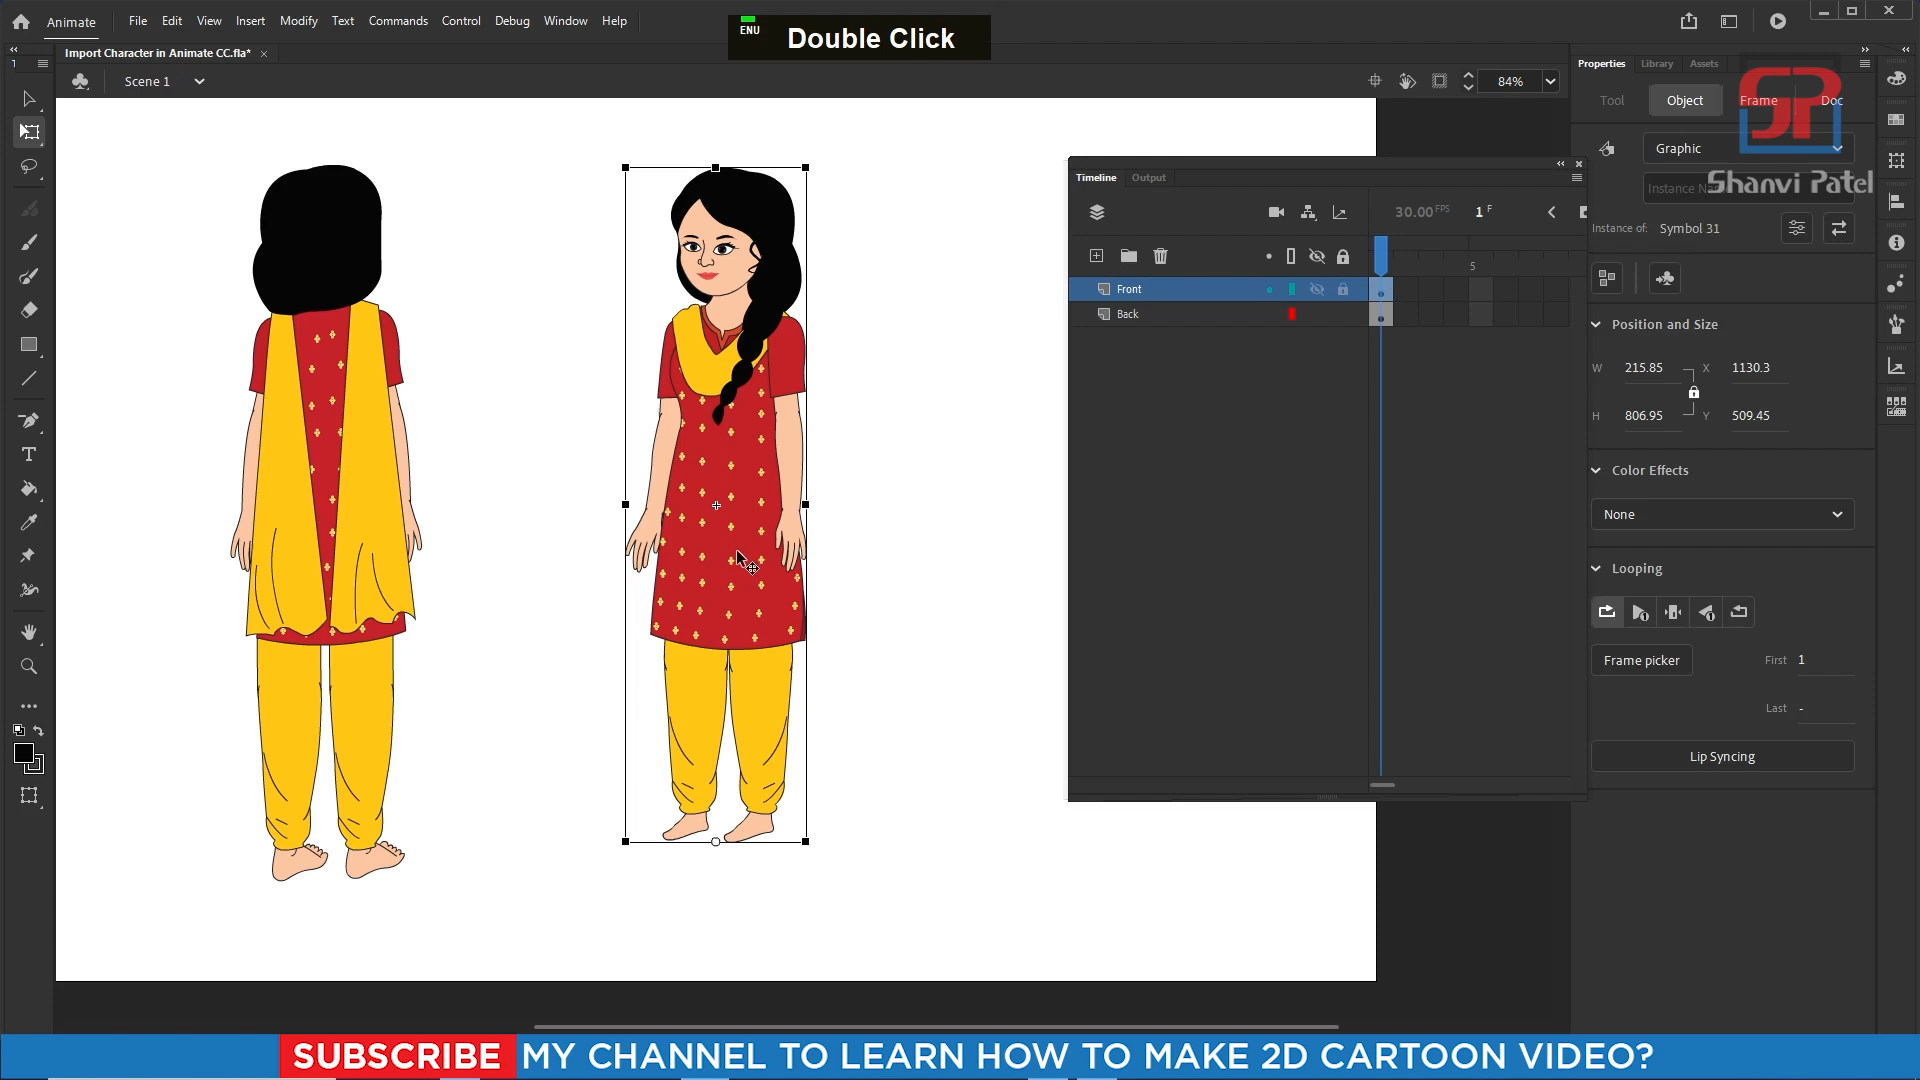 Animate File Edit View Insert Modify Text Commands Control Debug Window Help
ENU Double Click
Import Character in Animate CC.fla*
Scene 1
84%
Properties Library Assets
Tool Object Frame Doc
SP
Graphic
Instance Na
Shanvi Patel
Instance of: Symbol 31
Timeline Output
30.00 FPS 1 F
5
Front
Back
Position and Size
W 215.85 X 1130.3
H 806.95 Y 509.45
Color Effects
None
Looping
Frame picker First 1
Last -
Lip Syncing
SUBSCRIBE MY CHANNEL TO LEARN HOW TO MAKE 2D CARTOON VIDEO?